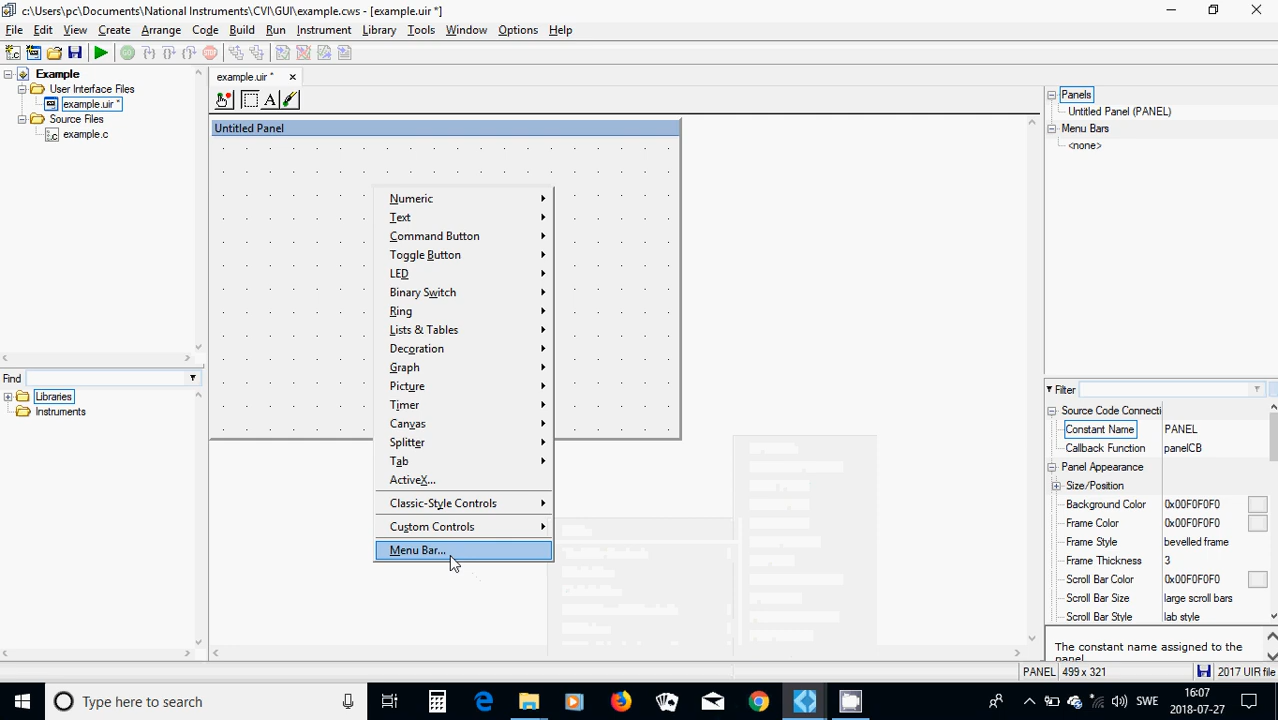 c:\Users\pc\Documents\National Instruments\CVI\GUI\example.cws - [example.uir *]
File Edit View Create Arrange Code Build Run Instrument Library Tools Window Options Help
Example
User Interface Files
example.uir *
Source Files
example.c
Find
Libraries
Instruments
example.uir *
A
Untitled Panel
Numeric
Text
Command Button
Toggle Button
LED
Binary Switch
Ring
Lists & Tables
Decoration
Graph
Picture
Timer
Canvas
Splitter
Tab
ActiveX...
Classic-Style Controls
Custom Controls
Menu Bar...
Panels
Untitled Panel (PANEL)
Menu Bars
<none>
Filter
Source Code Connecti
Constant Name PANEL
Callback Function panelCB
Panel Appearance
Size/Position
Background Color 0x00F0F0F0
Frame Color 0x00F0F0F0
Frame Style bevelled frame
Frame Thickness 3
Scroll Bar Color 0x00F0F0F0
Scroll Bar Size large scroll bars
Scroll Bar Style lab style
The constant name assigned to the
panel
PANEL 499 x 321 2017 UIR file
Type here to search
SWE
16:07
2018-07-27